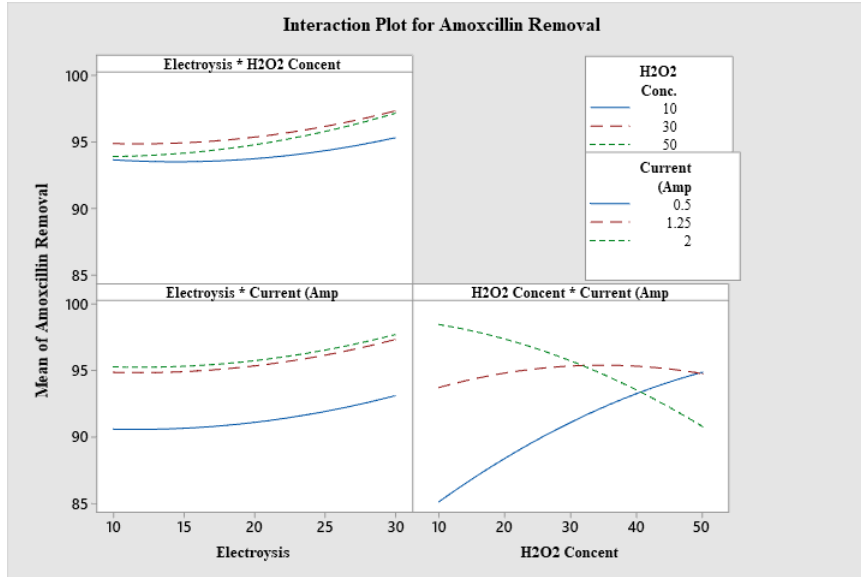 Interaction Plot for Amoxcillin Removal
Electroysis * H2O2 Concent
100
95
90
85
H2O2
Conc.
10
30
50
Current
(Amp
0.5
1.25
2
Mean of Amoxcillin Removal
Electroysis * Current (Amp
H2O2 Concent * Current (Amp
100
95
90
85
10 15 20 25 30
10 20 30 40 50
Electroysis
H2O2 Concent